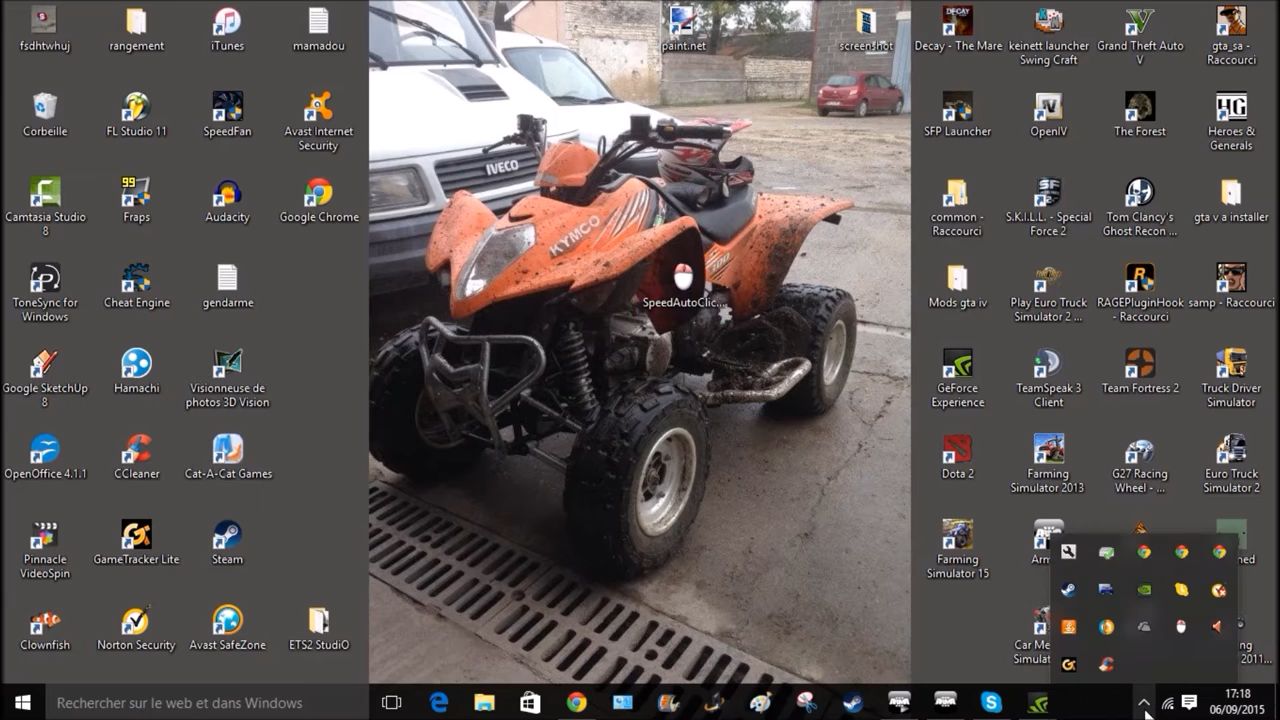 fsdhtwhuj
rangement
iTunes
mamadou
paint.net
screenshot
Decay - The Mare
keinett launcher
Swing Craft
Grand Theft Auto
V
gta_sa -
Raccourci
Corbeille
FL Studio 11
SpeedFan
Avast Internet
Security
SFP Launcher
OpenIV
The Forest
HG
Heroes &
Generals
IVECO
Camtasia Studio
8
99
Fraps
Audacity
Google Chrome
common -
Raccourci
SF
S.K.I.L.L. - Special
Force 2
Tom Clancy's
Ghost Recon ...
gta v a installer
KYMCO
ToneSync for
Windows
Cheat Engine
gendarme
SpeedAutoClic...
Mods gta iv
Play Euro Truck
Simulator 2 ...
RAGEPluginHook
- Raccourci
samp - Raccourci
Google SketchUp
8
Hamachi
Visionneuse de
photos 3D Vision
GeForce
Experience
TeamSpeak 3
Client
Team Fortress 2
Truck Driver
Simulator
OpenOffice 4.1.1
CCleaner
Cat-A-Cat Games
Dota 2
Farming
Simulator 2013
G27 Racing
Wheel - ...
Euro Truck
Simulator 2
Pinnacle
VideoSpin
GameTracker Lite
Steam
Farming
Simulator 15
Clownfish
Norton Security
Avast SafeZone
ETS2 StudiO
Car Me
Simulat
2011...
Rechercher sur le web et dans Windows
17:18
06/09/2015